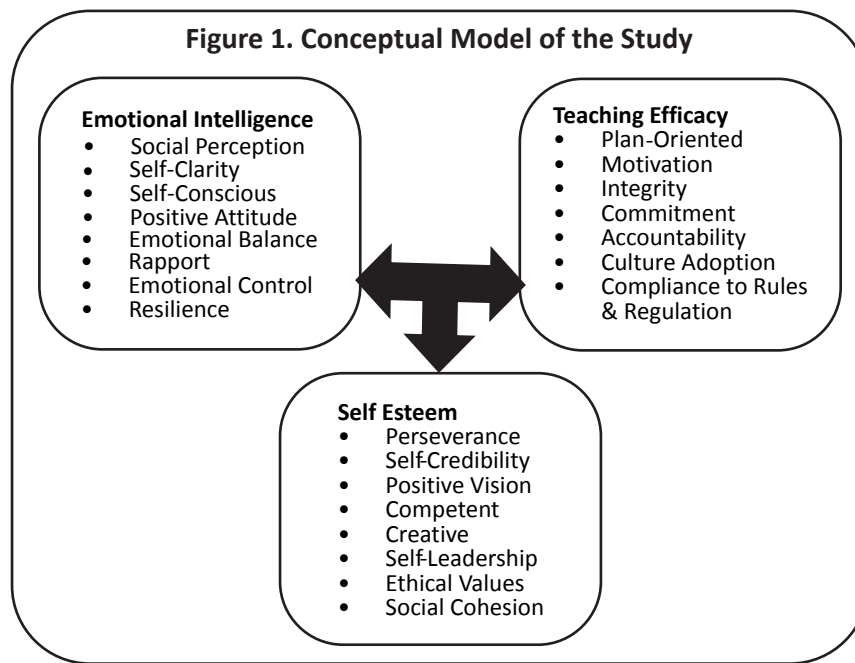 Figure 1. Conceptual Model of the Study
Emotional Intelligence
• Social Perception
• Self-Clarity
• Self-Conscious
• Positive Attitude
• Emotional Balance
• Rapport
• Emotional Control
• Resilience
Teaching Efficacy
• Plan-Oriented
• Motivation
• Integrity
• Commitment
• Accountability
• Culture Adoption
• Compliance to Rules
& Regulation
Self Esteem
• Perseverance
• Self-Credibility
• Positive Vision
• Competent
• Creative
• Self-Leadership
• Ethical Values
• Social Cohesion